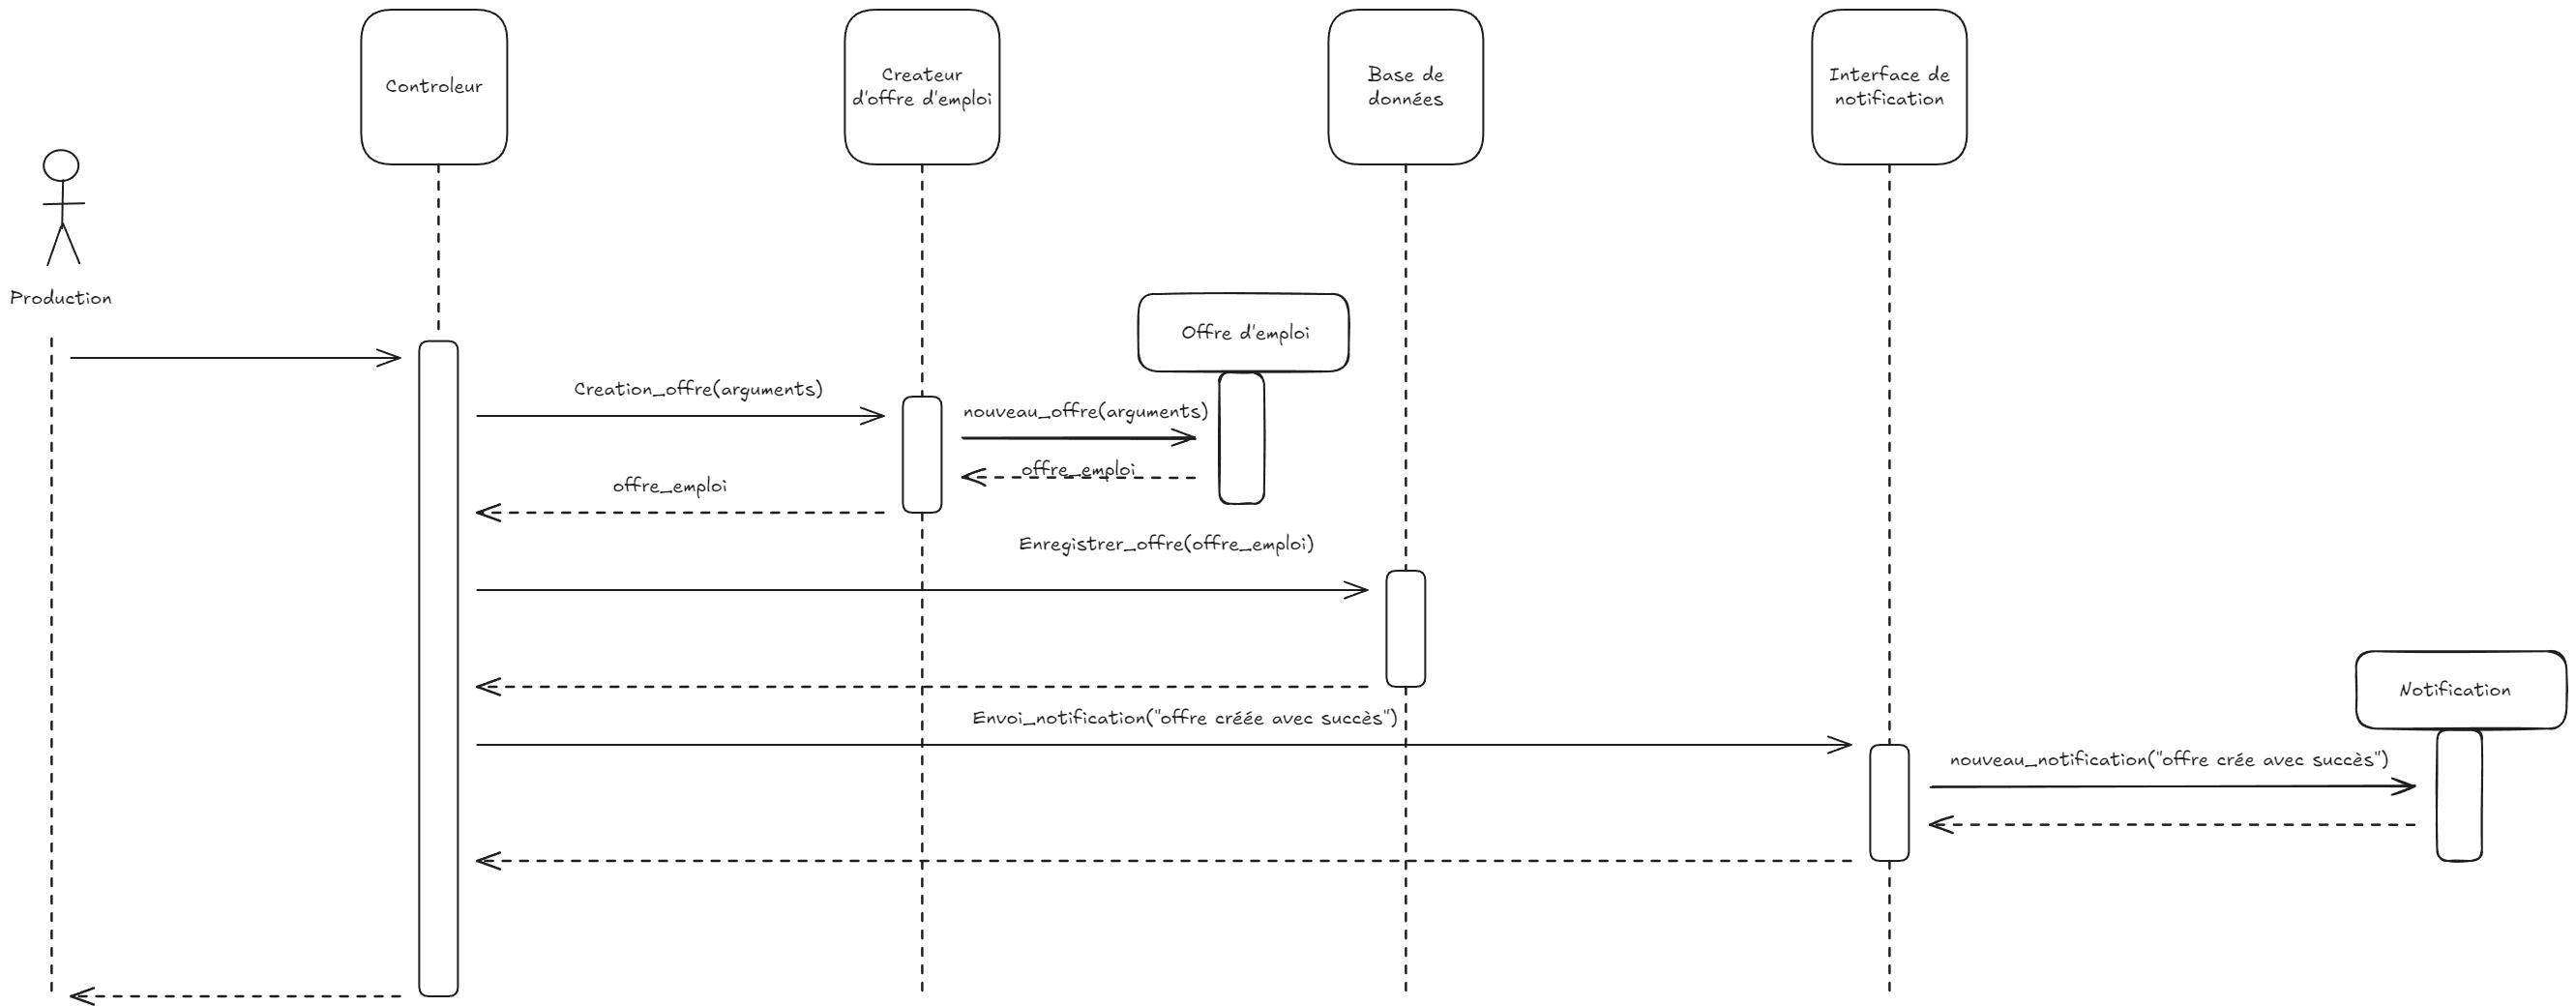 Controleur
Createur
d'offre d'emploi
Base de
données
Interface de
notification
Production
Offre d'emploi
Creation_offre(arguments)
nouveau_offre(arguments)
offre_emploi
offre_emploi
Enregistrer_offre(offre_emploi)
Notification
Envoi_notification("offre créée avec succès")
nouveau_notification("offre crée avec succès")